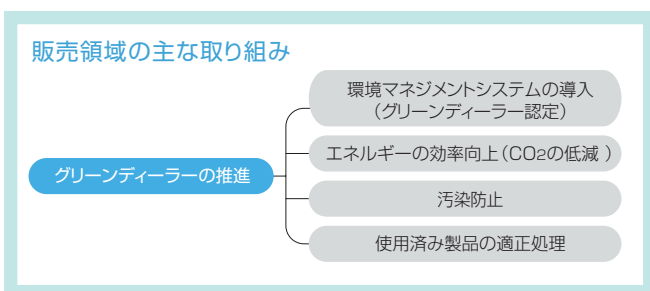 販売領域の主な取り組み
環境マネジメントシステムの導入
（グリーンディーラー認定）
エネルギーの効率向上（CO2の低減 ）
グリーンディーラーの推進
汚染防止
使用済み製品の適正処理